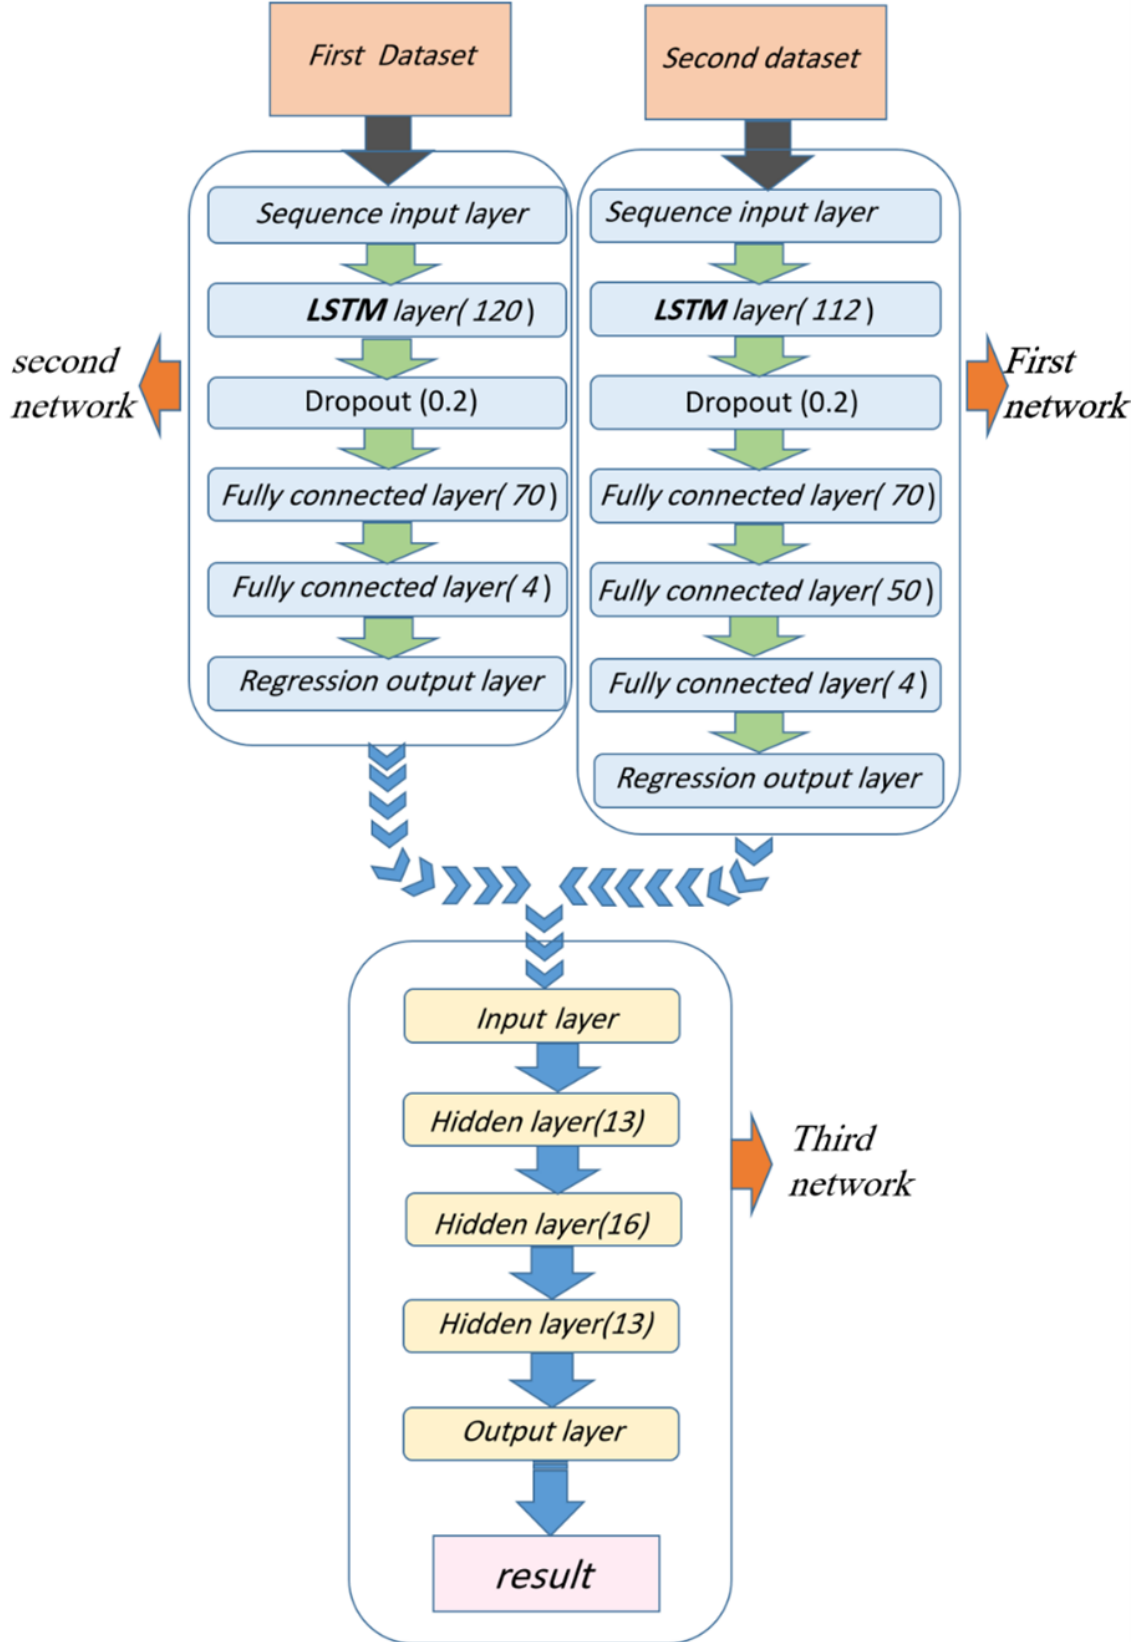 First Dataset
Second dataset
Sequence input layer
LSTM layer( 120 )
Dropout (0.2)
Fully connected layer( 70 )
Fully connected layer( 4 )
Regression output layer
second
network
Sequence input layer
LSTM layer( 112 )
Dropout (0.2)
Fully connected layer( 70 )
Fully connected layer( 50 )
Fully connected layer( 4 )
Regression output layer
First
network
Input layer
Hidden layer(13)
Hidden layer(16)
Hidden layer(13)
Output layer
result
Third
network